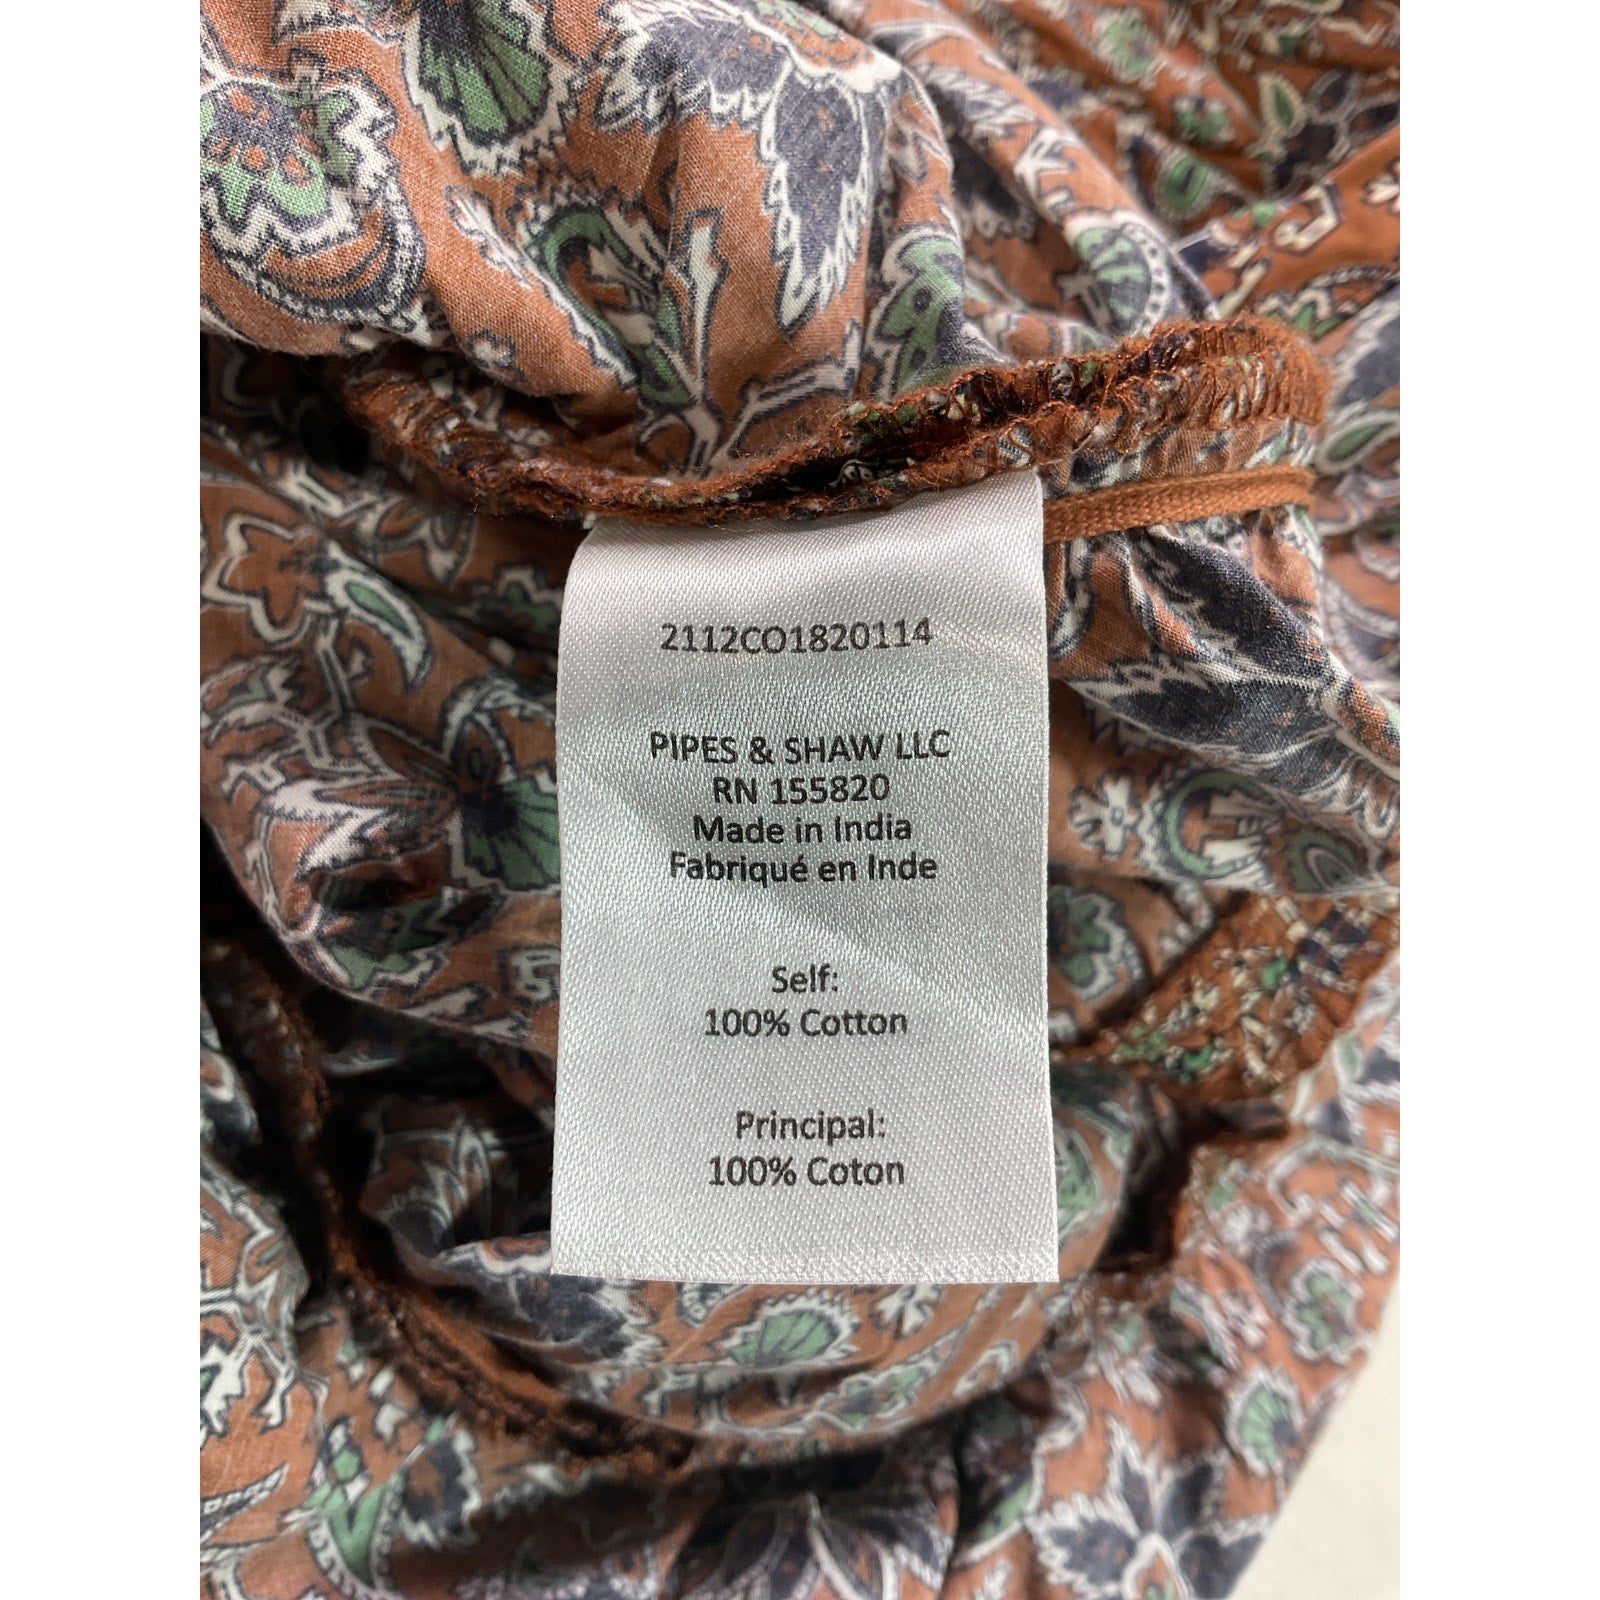 2112CO1820114
PIPES & SHAW LLC
RN 155820
Made in India
Fabriqué en Inde
Self:
100% Cotton
Principal:
100% Coton